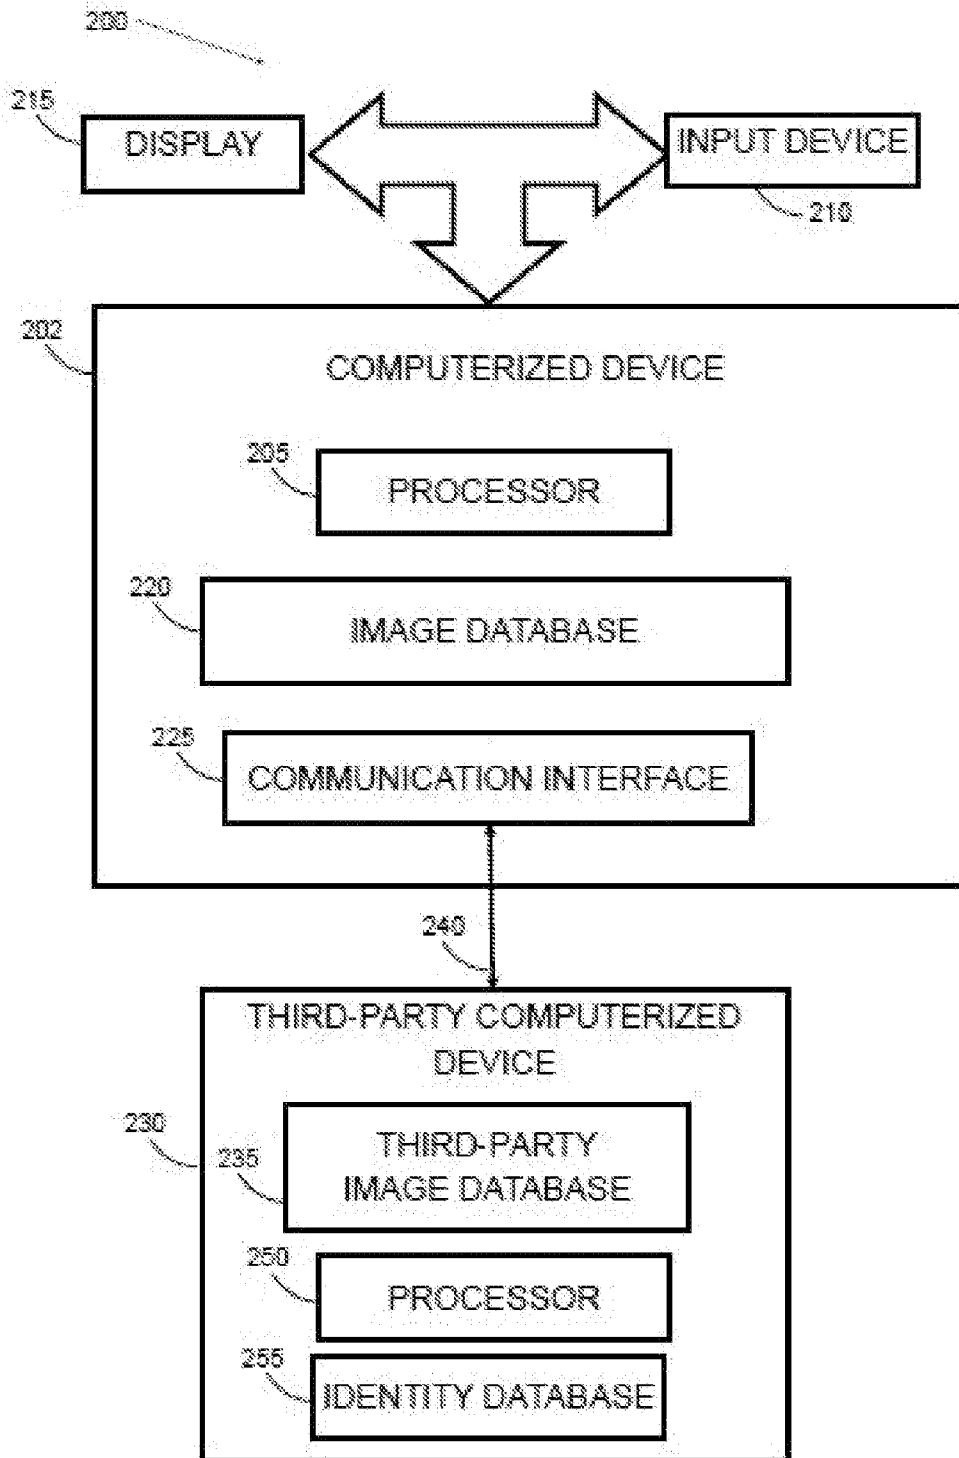 200
215
DISPLAY
INPUT DEVICE
210
202
COMPUTERIZED DEVICE
205
PROCESSOR
220
IMAGE DATABASE
225
COMMUNICATION INTERFACE
240
THIRD-PARTY COMPUTERIZED
DEVICE
230
235
THIRD-PARTY
IMAGE DATABASE
250
PROCESSOR
255
IDENTITY DATABASE